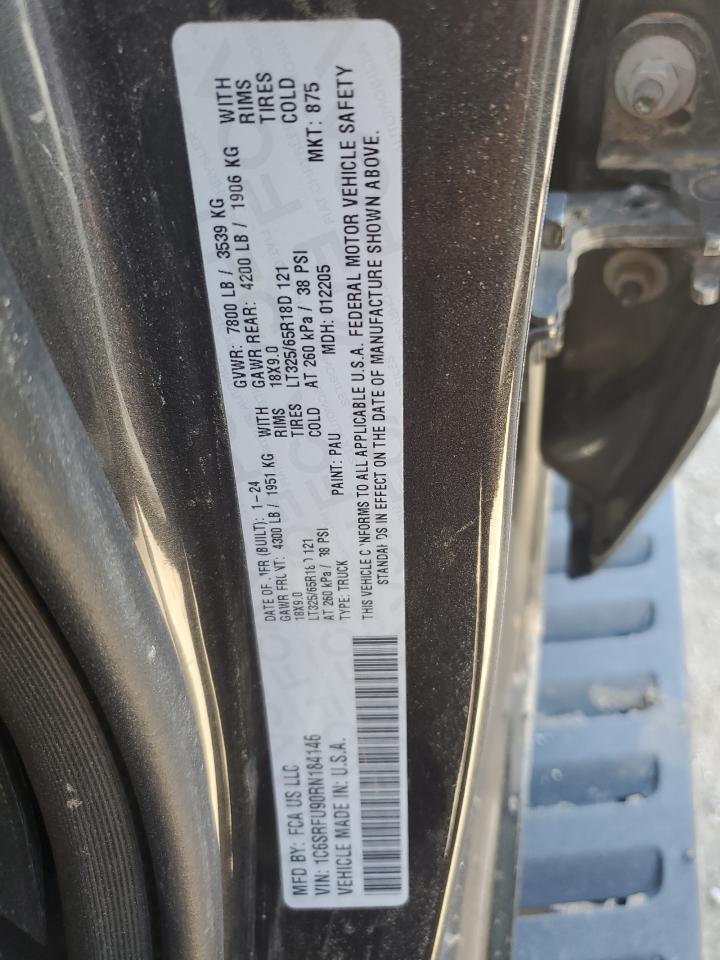 MFD BY: FCA US LLC
DATE OF MFR (BUILT): 1-24
GVWR: 7800 LB / 3539 KG
GAWR FRONT: 4300 LB / 1951 KG WITH
18X9.0 RIMS
LT325/65R18D 121 TIRES
AT 260 kPa / 38 PSI COLD
GAWR REAR: 4200 LB / 1906 KG WITH
18X9.0 RIMS
LT325/65R18D 121 TIRES
AT 260 kPa / 38 PSI COLD
VIN: 1C6SRFU90RN184146
TYPE: TRUCK PAINT: PAU MDH: 012205 MKT: 875
VEHICLE MADE IN: U.S.A.
THIS VEHICLE CONFORMS TO ALL APPLICABLE U.S.A. FEDERAL MOTOR VEHICLE SAFETY
STANDARDS IN EFFECT ON THE DATE OF MANUFACTURE SHOWN ABOVE.